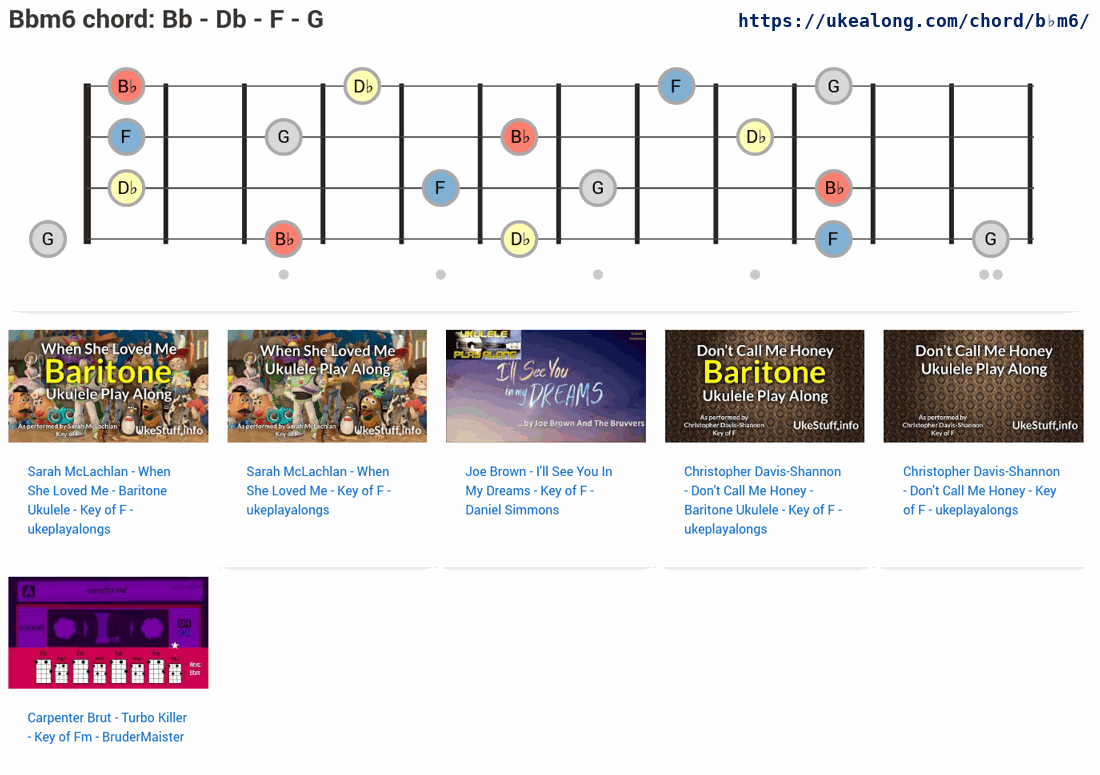 Bbm6 chord: Bb - Db - F - G
https://ukealong.com/chord/b♭m6/
B♭ D♭ F G
F G B♭ D♭
D♭ F G B♭
G B♭ D♭ F G
When She Loved Me
Baritone
Ukulele Play Along
As performed by Sarah McLachlan
Key of F
UkeStuff,info
When She Loved Me
Ukulele Play Along
As performed by Sarah McLachlan
Key of F
UkeStuff,info
UKULELE
PLAY ALONG
I'll See You
in my DREAMS
...by Joe Brown And The Bruvvers
Don't Call Me Honey
Baritone
Ukulele Play Along
As performed by
Christopher Davis-Shannon
Key of F
UkeStuff,info
Don't Call Me Honey
Ukulele Play Along
As performed by
Christopher Davis-Shannon
Key of F
UkeStuff,info
Sarah McLachlan - When
She Loved Me - Baritone
Ukulele - Key of F -
ukeplayalongs
Sarah McLachlan - When
She Loved Me - Key of F -
ukeplayalongs
Joe Brown - I'll See You In
My Dreams - Key of F -
Daniel Simmons
Christopher Davis-Shannon
- Don't Call Me Honey -
Baritone Ukulele - Key of F -
ukeplayalongs
Christopher Davis-Shannon
- Don't Call Me Honey - Key
of F - ukeplayalongs
A
Next:
Bbm
Carpenter Brut - Turbo Killer
- Key of Fm - BruderMaister